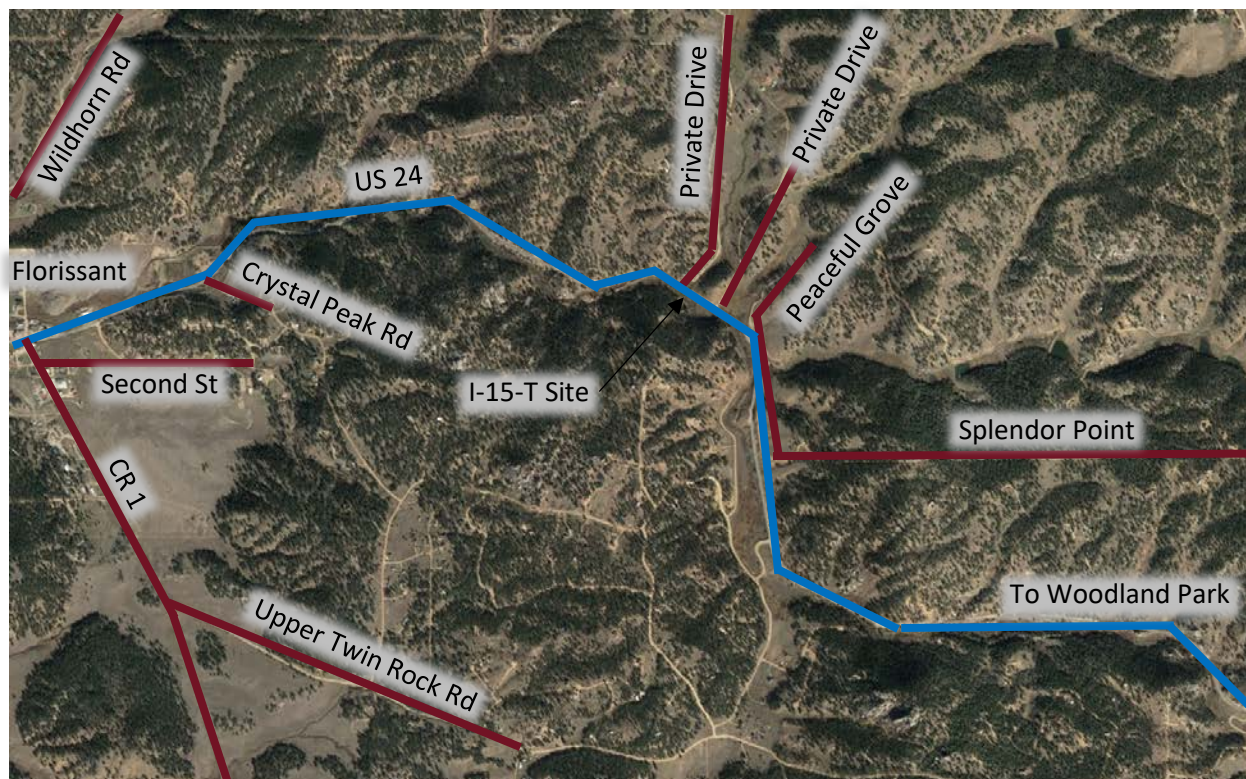 Wildhorn Rd
Private Drive
Private Drive
US 24
Peaceful Grove
Florissant
Crystal Peak Rd
Second St
I-15-T Site
Splendor Point
CR 1
To Woodland Park
Upper Twin Rock Rd